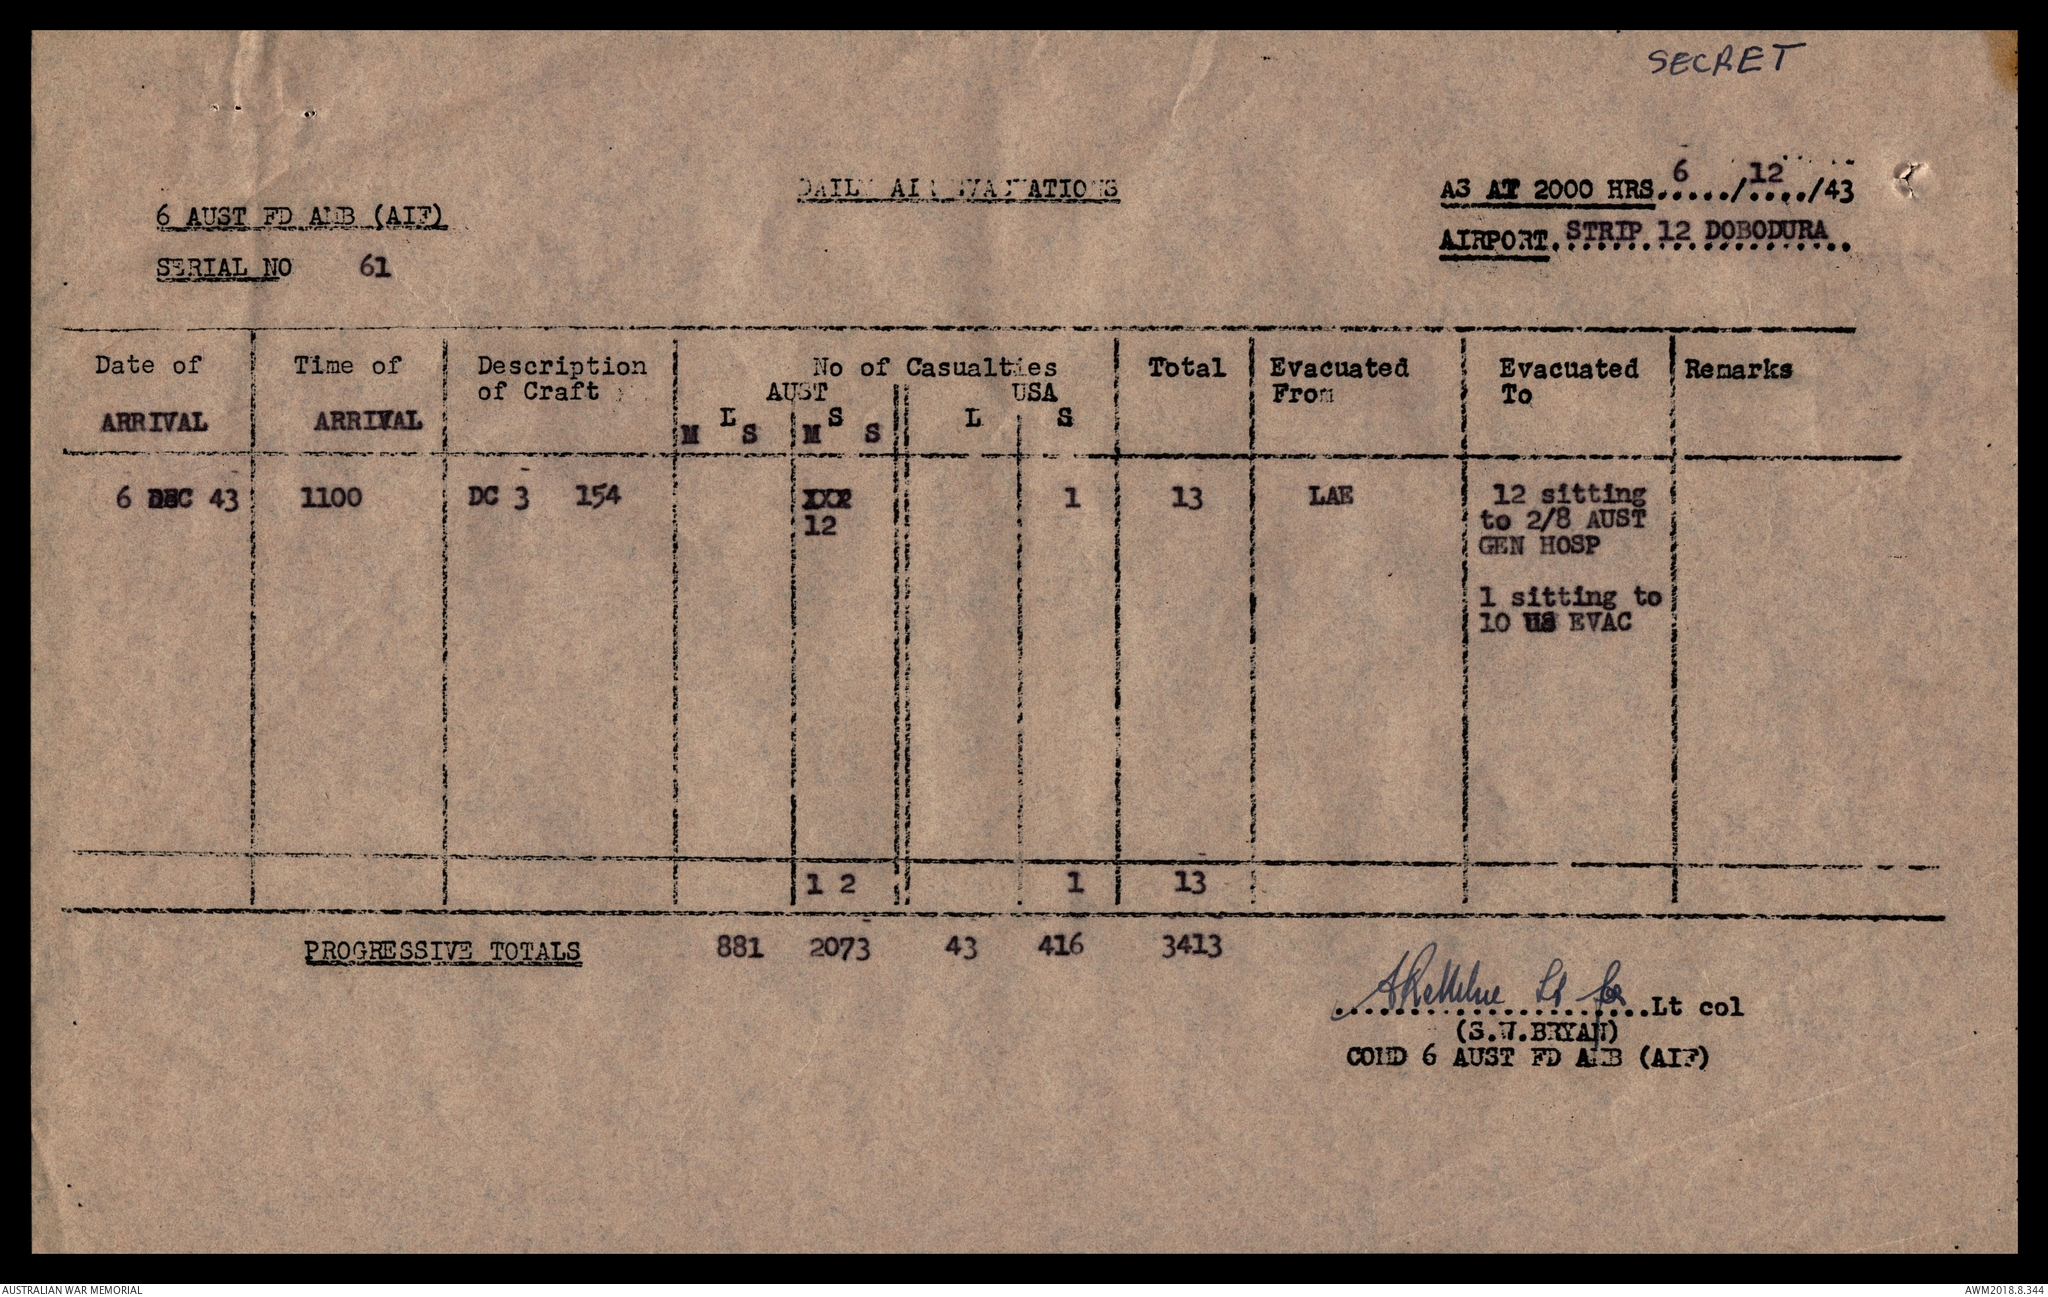 SECRET
DAILY AIR EVACUATIONS
AS AT 2000 HRS 6/12/43
6 AUST FD AMB (AIF)
AIRPORT STRIP 12 DOBODURA
SERIAL NO 61
Date of ARRIVAL
Time of ARRIVAL
Description of Craft
No of Casualties
AUST USA
L S L S
M S M S
Total
Evacuated From
Evacuated To
Remarks
6 DEC 43 1100 DC 3 154 1 13 LAE 12 sitting
12 to 2/8 AUST
GEN HOSP
1 sitting to
10 US EVAC
1 2 1 13
PROGRESSIVE TOTALS 881 2073 43 416 3413
Lt for Lt col
(S.W.BRYAN)
COMD 6 AUST FD AMB (AIF)
AUSTRALIAN WAR MEMORIAL
AWM2018.8.344